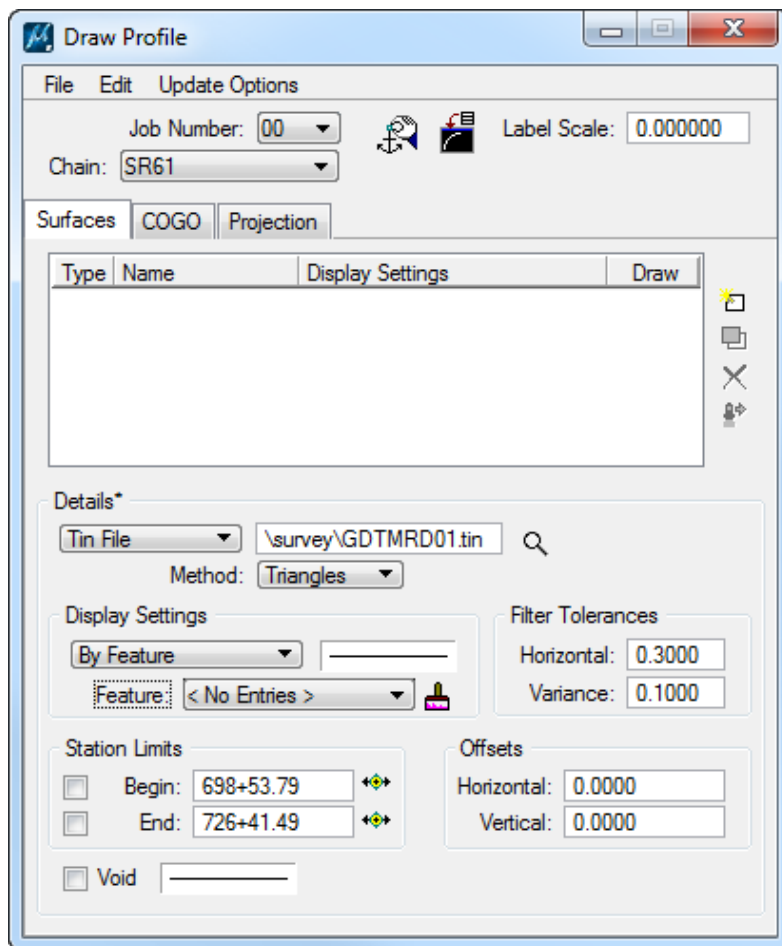 Draw Profile
File Edit Update Options
Job Number: 00 Label Scale: 0.000000
Chain: SR61
Surfaces COGO Projection
Type Name Display Settings Draw
Details*
Tin File \survey\GDTMRD01.tin
Method: Triangles
Display Settings Filter Tolerances
By Feature Horizontal: 0.3000
Feature: < No Entries > Variance: 0.1000
Station Limits Offsets
Begin: 698+53.79 Horizontal: 0.0000
End: 726+41.49 Vertical: 0.0000
Void